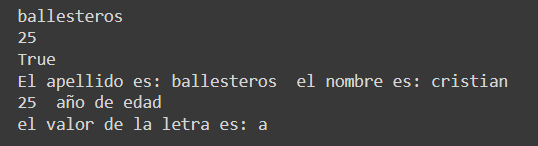 ballesteros
25
True
El apellido es: ballesteros  el nombre es: cristian
25  año de edad
el valor de la letra es: a